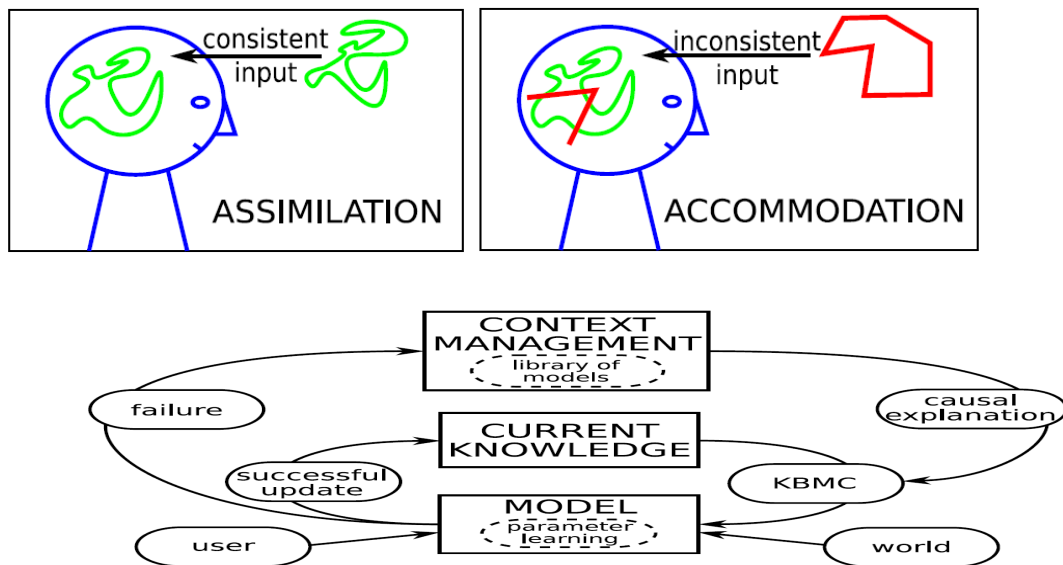 consistent
input
ASSIMILATION
inconsistent
input
ACCOMMODATION
CONTEXT
MANAGEMENT
library of
models
failure
causal
explanation
CURRENT
KNOWLEDGE
successful
update
KBMC
MODEL
parameter
learning
user
world